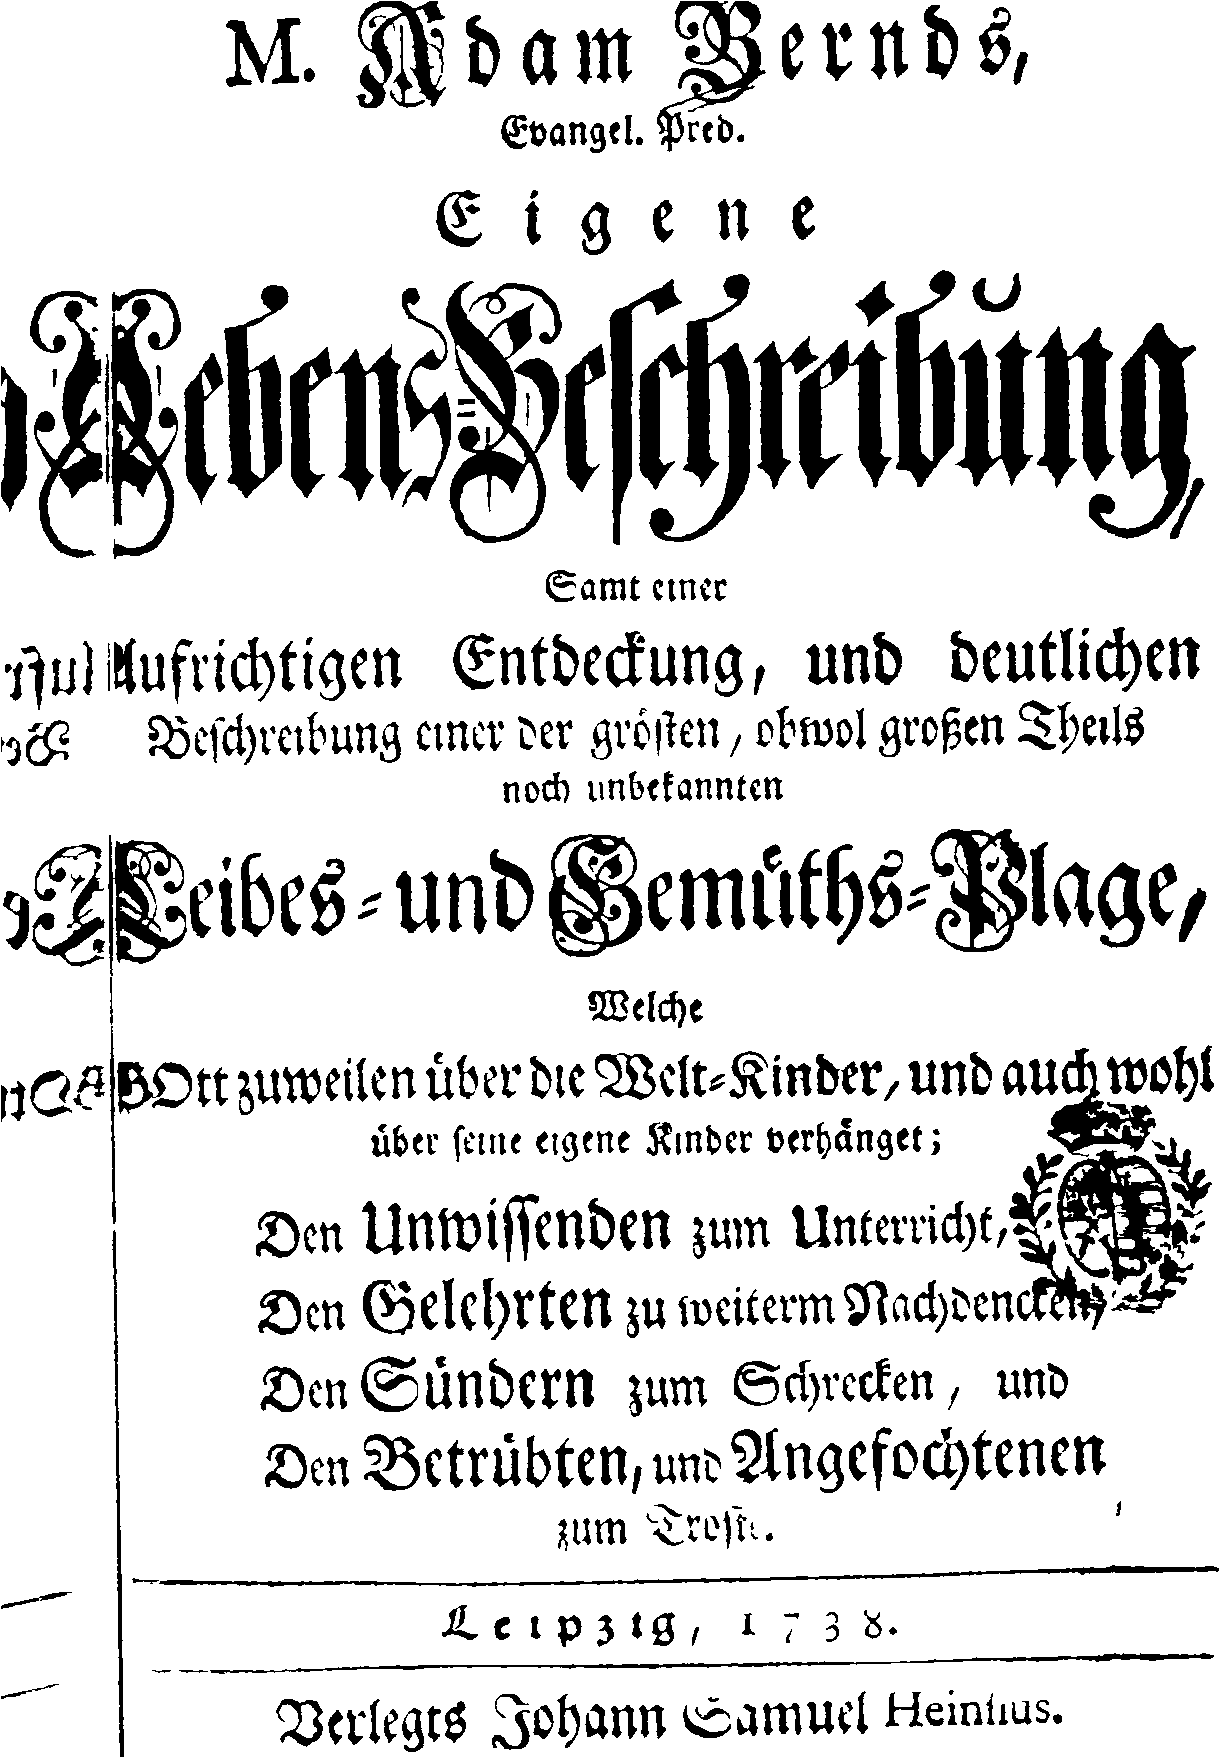 M. Adam Bernds,
Evangel. Pred.
Eigene
Lebens-Beschreibung,
Samt einer
Aufrichtigen Entdeckung, und deutlichen
Beschreibung einer der grösten, obwol großen Theils
noch unbekannten
Leibes- und Gemüths-Plage,
Welche
GOtt zuweilen über die Welt-Kinder, und auch wohl
über seine eigene Kinder verhänget;
Den Unwissenden zum Unterricht,
Den Gelehrten zu weiterm Nachdencken,
Den Sündern zum Schrecken, und
Den Betrübten, und Angefochtenen
zum Troste.
Leipzig, 1738.
Verlegts Johann Samuel Heinsius.